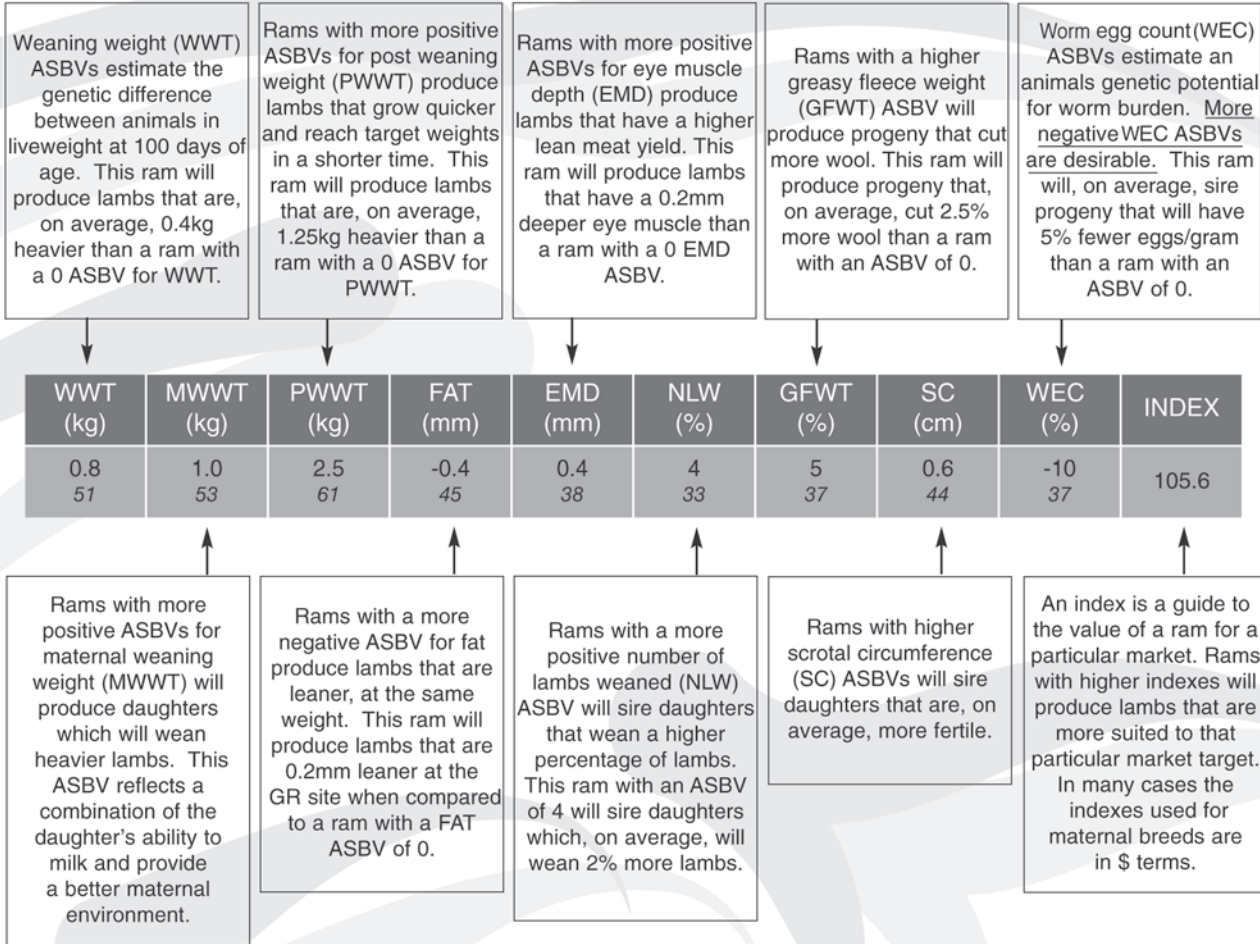 Weaning weight (WWT)
ASBVs estimate the
genetic difference
between animals in
liveweight at 100 days of
age. This ram will
produce lambs that are,
on average, 0.4kg
heavier than a ram with
a 0 ASBV for WWT.
Rams with more positive
ASBVs for post weaning
weight (PWWT) produce
lambs that grow quicker
and reach target weights
in a shorter time. This
ram will produce lambs
that are, on average,
1.25kg heavier than a
ram with a 0 ASBV for
PWWT.
Rams with more positive
ASBVs for eye muscle
depth (EMD) produce
lambs that have a higher
lean meat yield. This
ram will produce lambs
that have a 0.2mm
deeper eye muscle than
a ram with a 0 EMD
ASBV.
Rams with a higher
greasy fleece weight
(GFWT) ASBV will
produce progeny that cut
more wool. This ram will
produce progeny that,
on average, cut 2.5%
more wool than a ram
with an ASBV of 0.
Worm egg count(WEC)
ASBVs estimate an
animals genetic potential
for worm burden. More
negative WEC ASBVs
are desirable. This ram
will, on average, sire
progeny that will have
5% fewer eggs/gram
than a ram with an
ASBV of 0.
WWT MWWT PWWT FAT EMD NLW GFWT SC WEC INDEX
(kg) (kg) (kg) (mm) (mm) (%) (%) (cm) (%)
0.8 1.0 2.5 -0.4 0.4 4 5 0.6 -10 105.6
51 53 61 45 38 33 37 44 37
Rams with more
positive ASBVs for
maternal weaning
weight (MWWT) will
produce daughters
which will wean
heavier lambs. This
ASBV reflects a
combination of the
daughter's ability to
milk and provide
a better maternal
environment.
Rams with a more
negative ASBV for fat
produce lambs that are
leaner, at the same
weight. This ram will
produce lambs that are
0.2mm leaner at the
GR site when compared
to a ram with a FAT
ASBV of 0.
Rams with a more
positive number of
lambs weaned (NLW)
ASBV will sire daughters
that wean a higher
percentage of lambs.
This ram with an ASBV
of 4 will sire daughters
which, on average, will
wean 2% more lambs.
Rams with higher
scrotal circumference
(SC) ASBVs will sire
daughters that are, on
average, more fertile.
An index is a guide to
the value of a ram for a
particular market. Rams
with higher indexes will
produce lambs that are
more suited to that
particular market target.
In many cases the
indexes used for
maternal breeds are
in $ terms.